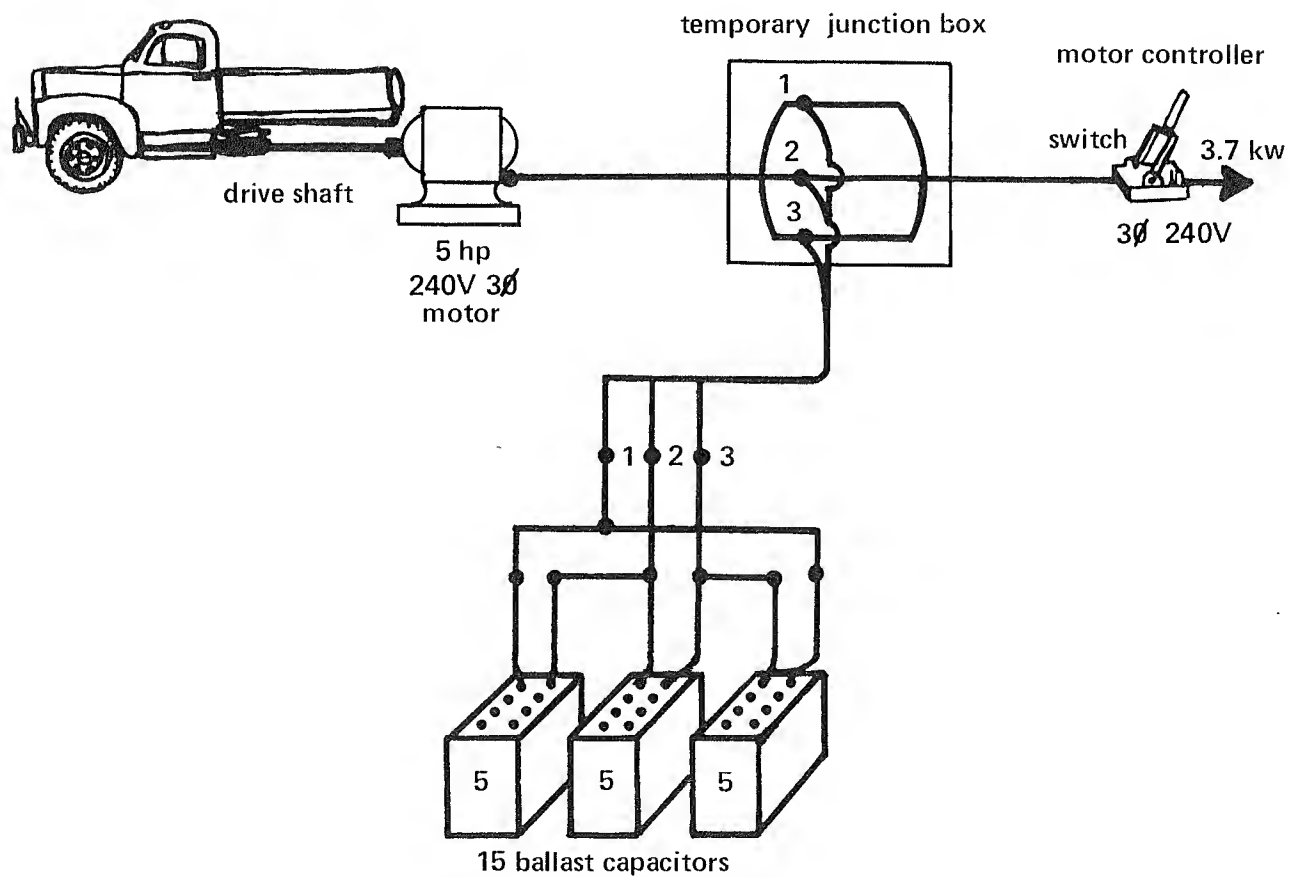 temporary junction box
motor controller
1
switch
2
3.7 kw
drive shaft
3
3ø 240V
5 hp
240V 3ø
motor
1 2 3
5 5 5
15 ballast capacitors